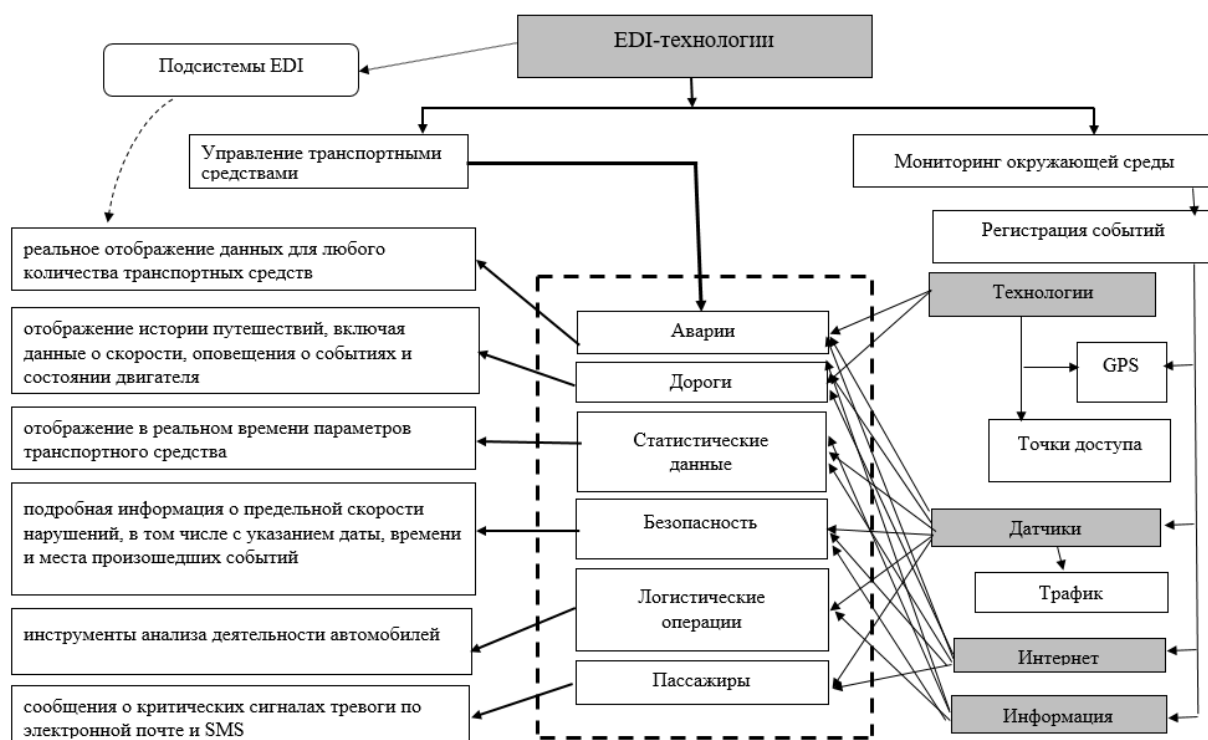 EDI-технологии
Подсистемы EDI
Управление транспортными
средствами
Мониторинг окружающей среды
Регистрация событий
реальное отображение данных для любого
количества транспортных средств
отображение истории путешествий, включая
данные о скорости, оповещения о событиях и
состоянии двигателя
отображение в реальном времени параметров
транспортного средства
подробная информация о предельной скорости
нарушений, в том числе с указанием даты, времени
и места произошедших событий
инструменты анализа деятельности автомобилей
сообщения о критических сигналах тревоги по
электронной почте и SMS
Аварии
Дороги
Статистические
данные
Безопасность
Логистические
операции
Пассажиры
Технологии
GPS
Точки доступа
Датчики
Трафик
Интернет
Информация